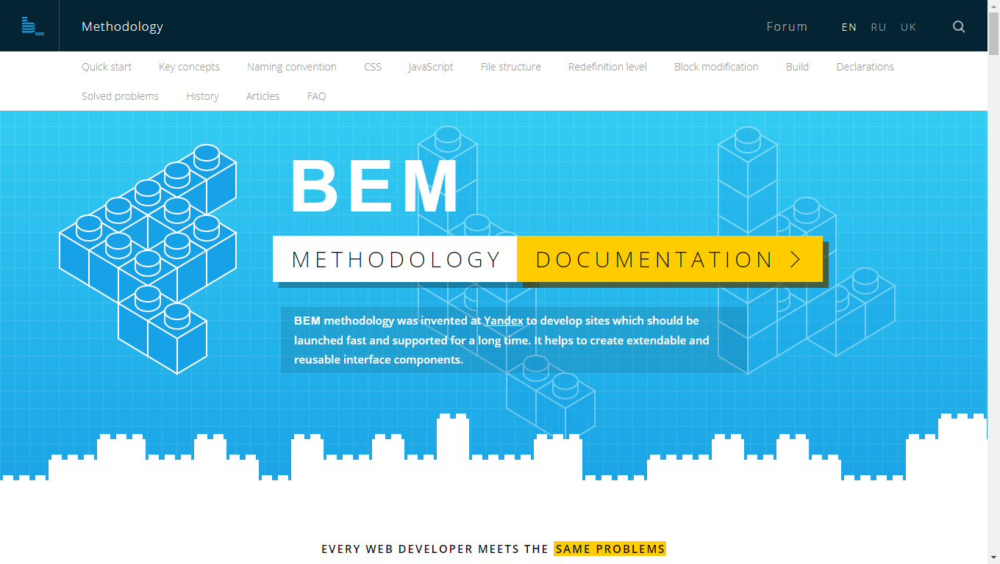 b_
Methodology Forum EN RU UK
Quick start Key concepts Naming convention CSS JavaScript File structure Redefinition level Block modification Build Declarations
Solved problems History Articles FAQ
BEM
METHODOLOGY DOCUMENTATION
BEM methodology was invented at Yandex to develop sites which should be
launched fast and supported for a long time. It helps to create extendable and
reusable interface components.
EVERY WEB DEVELOPER MEETS THE SAME PROBLEMS